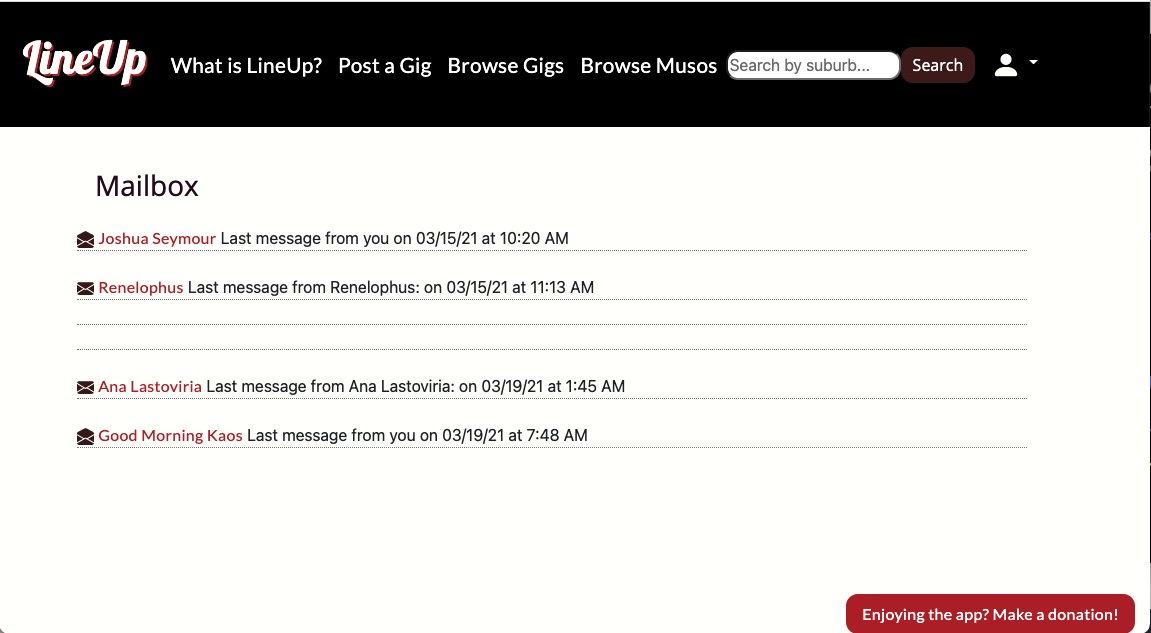 LineUp What is LineUp? Post a Gig Browse Gigs Browse Musos Search by suburb... Search
Mailbox
Joshua Seymour Last message from you on 03/15/21 at 10:20 AM
Renelophus Last message from Renelophus: on 03/15/21 at 11:13 AM
Ana Lastoviria Last message from Ana Lastoviria: on 03/19/21 at 1:45 AM
Good Morning Kaos Last message from you on 03/19/21 at 7:48 AM
Enjoying the app? Make a donation!